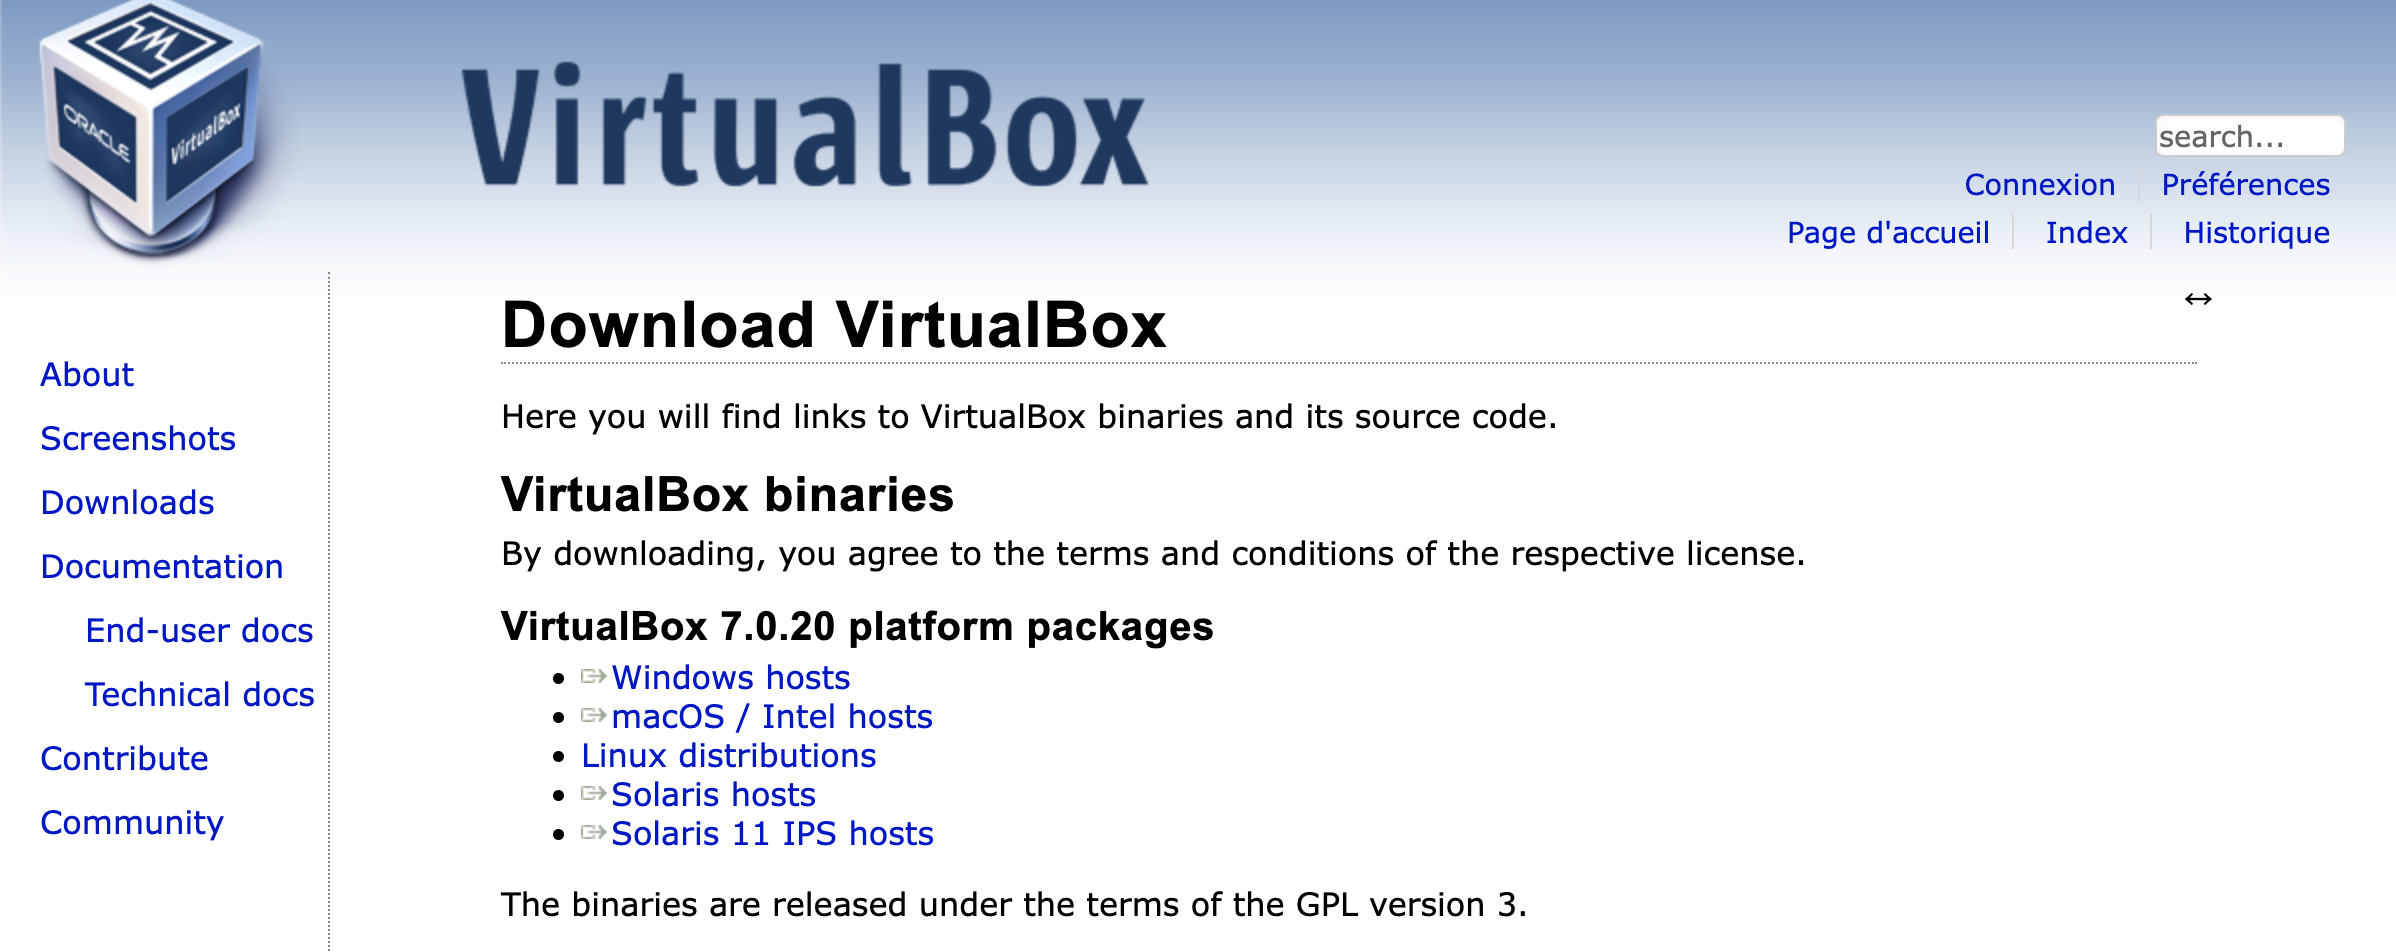 ORACLE
VirtualBox
VirtualBox
search...
Connexion Préférences
Page d'accueil Index Historique
About
Screenshots
Downloads
Documentation
End-user docs
Technical docs
Contribute
Community
Download VirtualBox
Here you will find links to VirtualBox binaries and its source code.
VirtualBox binaries
By downloading, you agree to the terms and conditions of the respective license.
VirtualBox 7.0.20 platform packages
Windows hosts
macOS / Intel hosts
Linux distributions
Solaris hosts
Solaris 11 IPS hosts
The binaries are released under the terms of the GPL version 3.